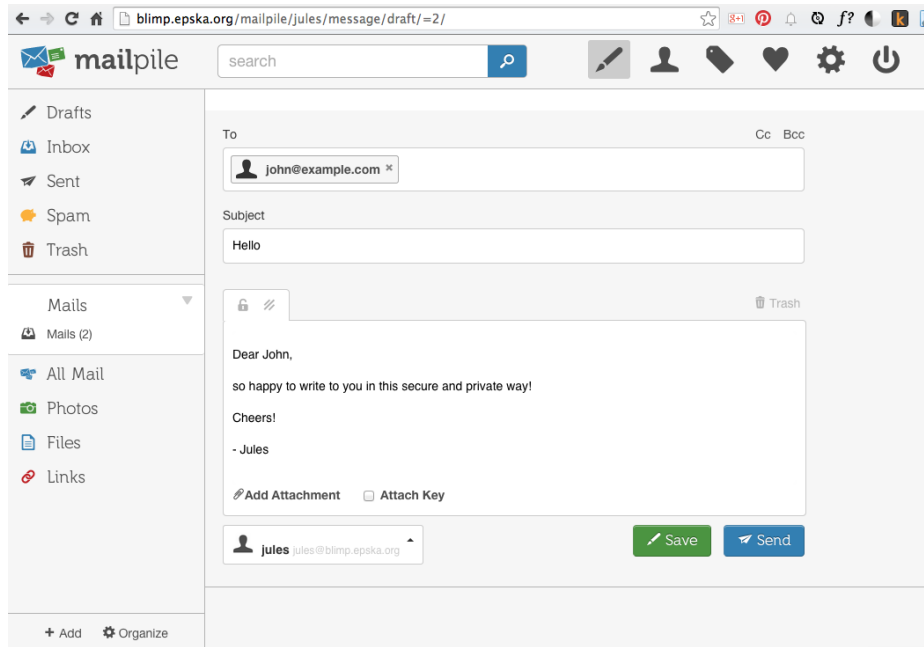 blimp.epska.org/mailpile/jules/message/draft/=2/
g+1 f? k
mailpile
search
Drafts
Inbox
Sent
Spam
Trash
Mails
Mails (2)
All Mail
Photos
Files
Links
+ Add Organize
To Cc Bcc
john@example.com ×
Subject
Hello
Trash
Dear John,
so happy to write to you in this secure and private way!
Cheers!
- Jules
Add Attachment Attach Key
jules jules@blimp.epska.org
Save Send